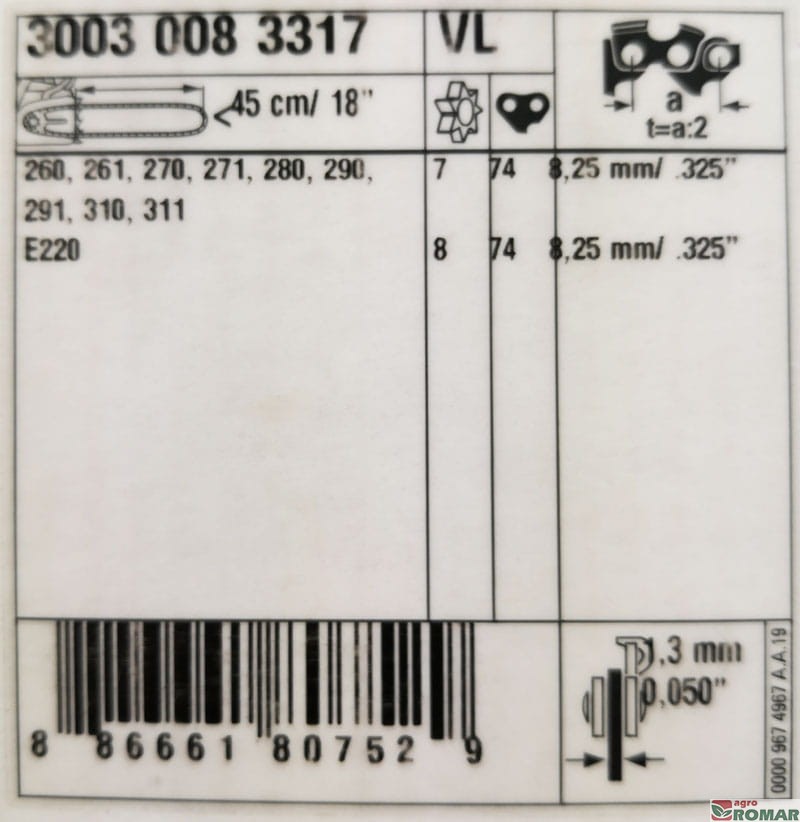 3003 008 3317 VL
45 cm/ 18"
a
t=a:2
260, 261, 270, 271, 280, 290, 7 74 8,25 mm/ .325"
291, 310, 311
E220 8 74 8,25 mm/ .325"
1,3 mm
0,050"
8 86661 80752 9
0000 967 4967 A.A.19
agro
ROMAR